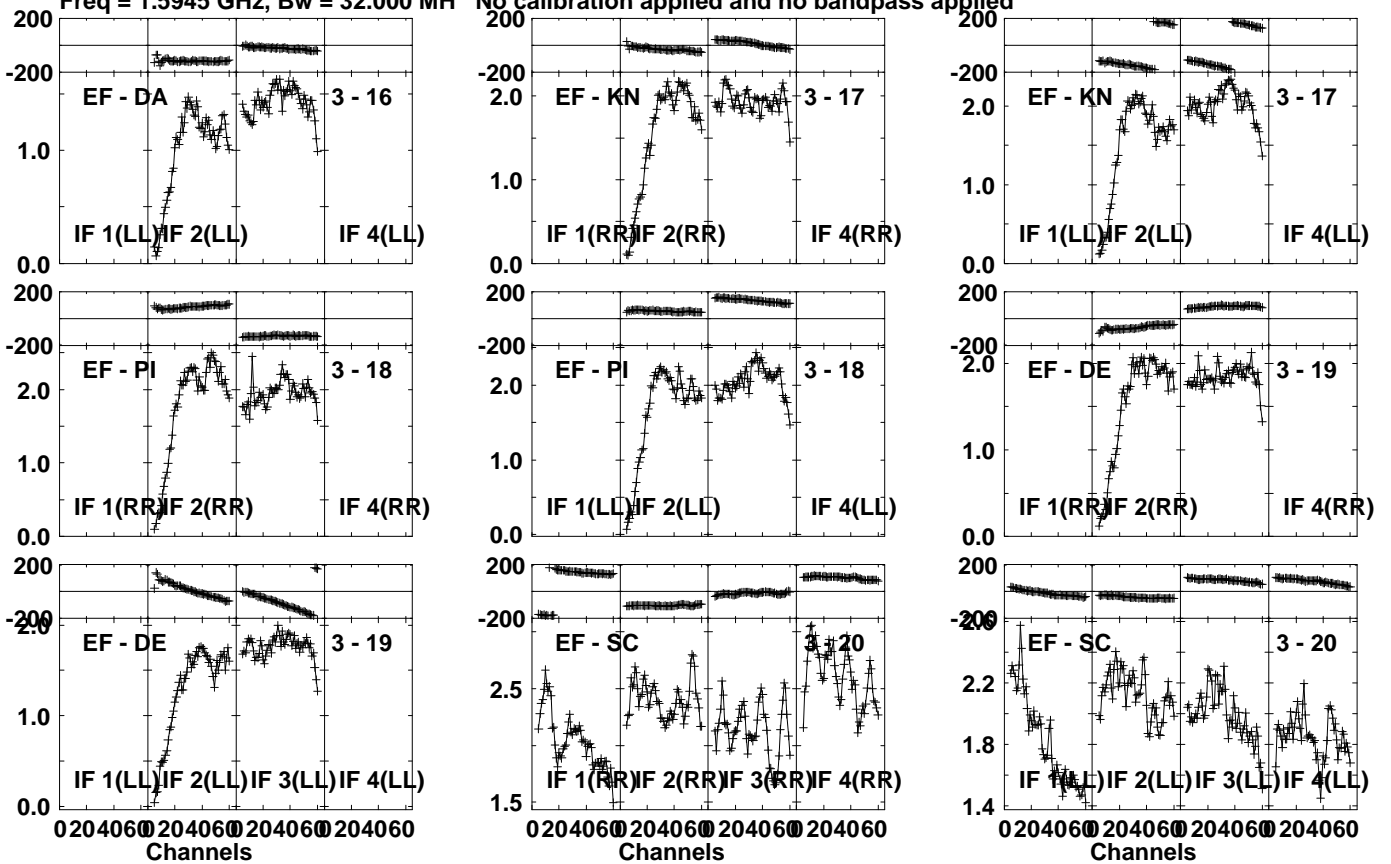 Freq = 1.5945 GHz, Bw = 32.000 MH No calibration applied and no bandpass applied
200 200 200
-200 -200 -200
EF - DA 3 - 16 EF - KN 3 - 17 EF - KN 3 - 17
2.0 2.0
1.0
1.0 1.0
IF 1(LL) IF 2(LL) IF 4(LL) IF 1(RR) IF 2(RR) IF 4(RR) IF 1(LL) IF 2(LL) IF 4(LL)
0.0 0.0 0.0
200 200 200
-200 -200 -200
EF - PI 3 - 18 EF - PI 3 - 18 EF - DE 3 - 19
2.0 2.0 2.0
1.0 1.0 1.0
IF 1(RR) IF 2(RR) IF 4(RR) IF 1(LL) IF 2(LL) IF 4(LL) IF 1(RR) IF 2(RR) IF 4(RR)
0.0 0.0 0.0
200 200 200
-200 -200 -200
2.0 2.6
EF - DE 3 - 19 EF - SC 3 - 20 EF - SC 3 - 20
2.5 2.2
1.0 1.8
IF 1(LL) IF 2(LL) IF 3(LL) IF 4(LL) IF 1(RR) IF 2(RR) IF 3(RR) IF 4(RR) IF 1(LL) IF 2(LL) IF 3(LL) IF 4(LL)
0.0 1.5 1.4
0 20 40 60 0 20 40 60 0 20 40 60 0 20 40 60 0 20 40 60 0 20 40 60 0 20 40 60 0 20 40 60 0 20 40 60 0 20 40 60 0 20 40 60 0 20 40 60
Channels Channels Channels